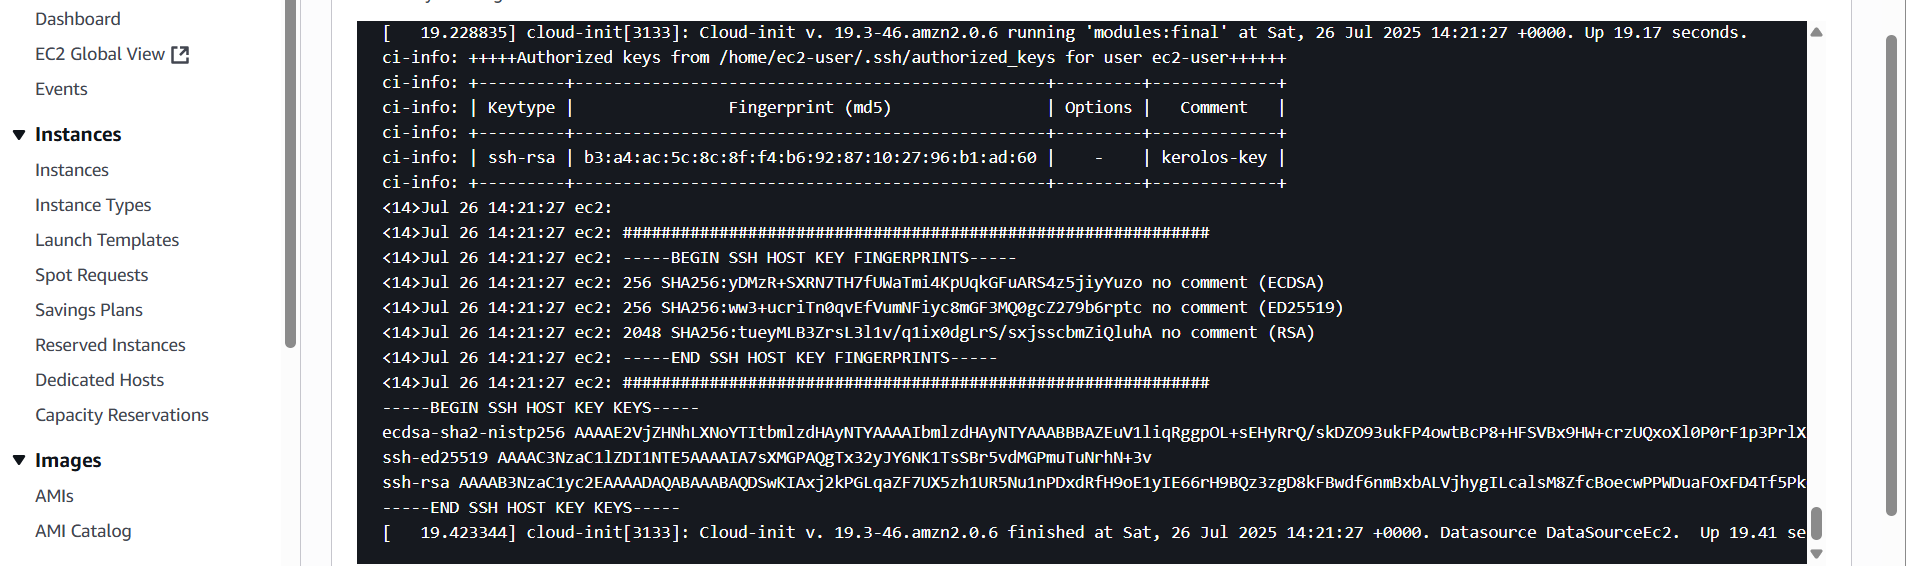 Dashboard
EC2 Global View
Events
Instances
Instances
Instance Types
Launch Templates
Spot Requests
Savings Plans
Reserved Instances
Dedicated Hosts
Capacity Reservations
Images
AMIs
AMI Catalog
[   19.228835] cloud-init[3133]: Cloud-init v. 19.3-46.amzn2.0.6 running 'modules:final' at Sat, 26 Jul 2025 14:21:27 +0000. Up 19.17 seconds.
ci-info: +++++Authorized keys from /home/ec2-user/.ssh/authorized_keys for user ec2-user++++++
ci-info: +---------+-------------------------------------------------+---------+-------------+
ci-info: | Keytype |                Fingerprint (md5)                | Options |   Comment   |
ci-info: +---------+-------------------------------------------------+---------+-------------+
ci-info: | ssh-rsa | b3:a4:ac:5c:8c:8f:f4:b6:92:87:10:27:96:b1:ad:60 |    -    | kerolos-key |
ci-info: +---------+-------------------------------------------------+---------+-------------+
<14>Jul 26 14:21:27 ec2:
<14>Jul 26 14:21:27 ec2: #############################################################
<14>Jul 26 14:21:27 ec2: -----BEGIN SSH HOST KEY FINGERPRINTS-----
<14>Jul 26 14:21:27 ec2: 256 SHA256:yDMzR+SXRN7TH7fUWaTmi4KpUqkGFuARS4z5jiyYuzo no comment (ECDSA)
<14>Jul 26 14:21:27 ec2: 256 SHA256:ww3+ucriTn0qvEfVumNFiyc8mGF3MQ0gcZ279b6rptc no comment (ED25519)
<14>Jul 26 14:21:27 ec2: 2048 SHA256:tueyMLB3ZrsL3l1v/q1ix0dgLrS/sxjsscbmZiQluhA no comment (RSA)
<14>Jul 26 14:21:27 ec2: -----END SSH HOST KEY FINGERPRINTS-----
<14>Jul 26 14:21:27 ec2: #############################################################
-----BEGIN SSH HOST KEY KEYS-----
ecdsa-sha2-nistp256 AAAAE2VjZHNhLXNoYTItbmlzdHAyNTYAAAAIbmlzdHAyNTYAAABBBAZEuV1liqRggpOL+sEHyRrQ/skDZO93ukFP4owtBcP8+HFSVBx9HW+crzUQxoXl0P0rF1p3PrlX
ssh-ed25519 AAAAC3NzaC1lZDI1NTE5AAAAIA7sXMGPAQgTx32yJY6NK1TsSBr5vdMGPmuTuNrhN+3v
ssh-rsa AAAAB3NzaC1yc2EAAAADAQABAAABAQDSwKIAxj2kPGLqaZF7UX5zh1UR5Nu1nPDxdRfH9oE1yIE66rH9BQz3zgD8kFBwdf6nmBxbALVjhygILcalsM8ZfcBoecwPPWDuaFOxFD4Tf5Pk
-----END SSH HOST KEY KEYS-----
[   19.423344] cloud-init[3133]: Cloud-init v. 19.3-46.amzn2.0.6 finished at Sat, 26 Jul 2025 14:21:27 +0000. Datasource DataSourceEc2.  Up 19.41 se